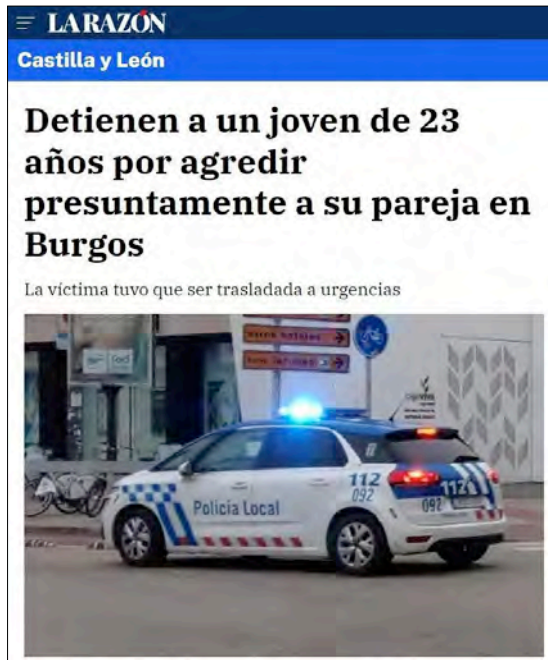 LA RAZÓN
Castilla y León
Detienen a un joven de 23
años por agredir
presuntamente a su pareja en
Burgos
La víctima tuvo que ser trasladada a urgencias
112
092
Policía Local
092
112